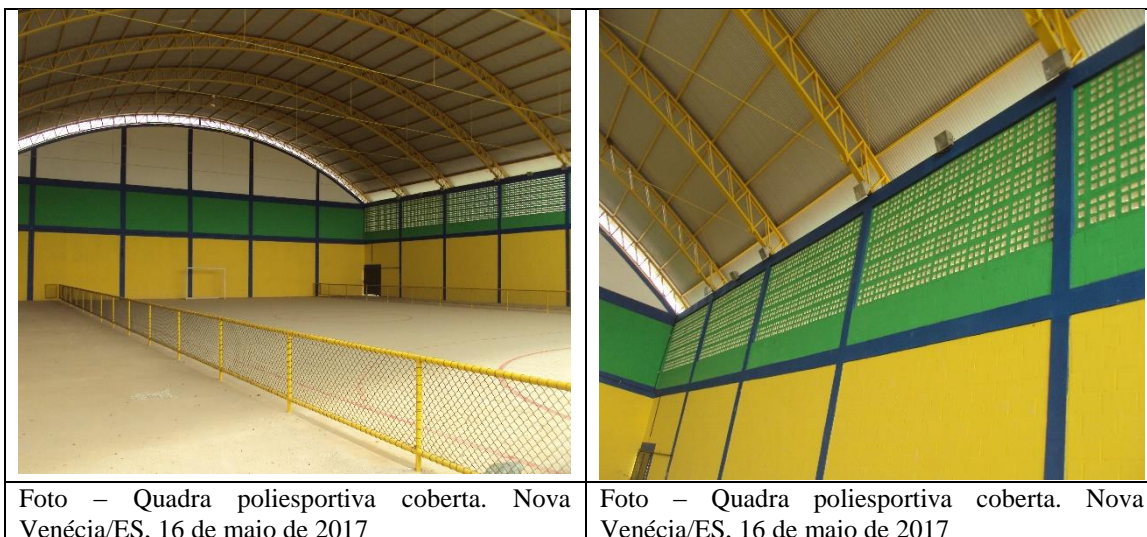 Foto – Quadra poliesportiva coberta. Nova
Venécia/ES, 16 de maio de 2017
Foto – Quadra poliesportiva coberta. Nova
Venécia/ES, 16 de maio de 2017